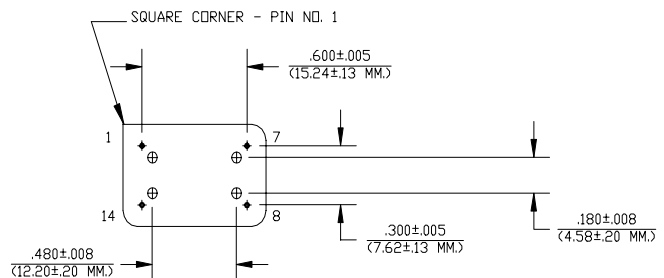 SQUARE CORNER - PIN NO. 1
.600±.005
(15.24±.13 MM.)
1
7
14
8
.480±.008
(12.20±.20 MM.)
.300±.005
(7.62±.13 MM.)
.180±.008
(4.58±.20 MM.)